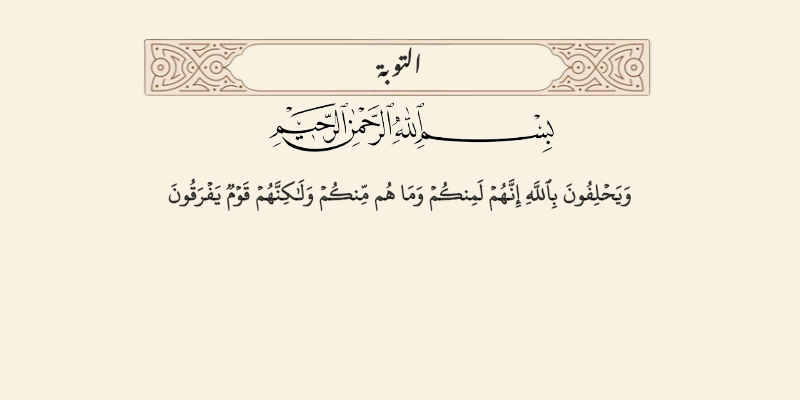 التوبة
بِسْمِ ٱللَّهِ ٱلرَّحْمَٰنِ ٱلرَّحِيمِ
وَيَحْلِفُونَ بِٱللَّهِ إِنَّهُمْ لَمِنكُمْ وَمَا هُم مِّنكُمْ وَلَٰكِنَّهُمْ قَوْمٌ يَفْرَقُونَ